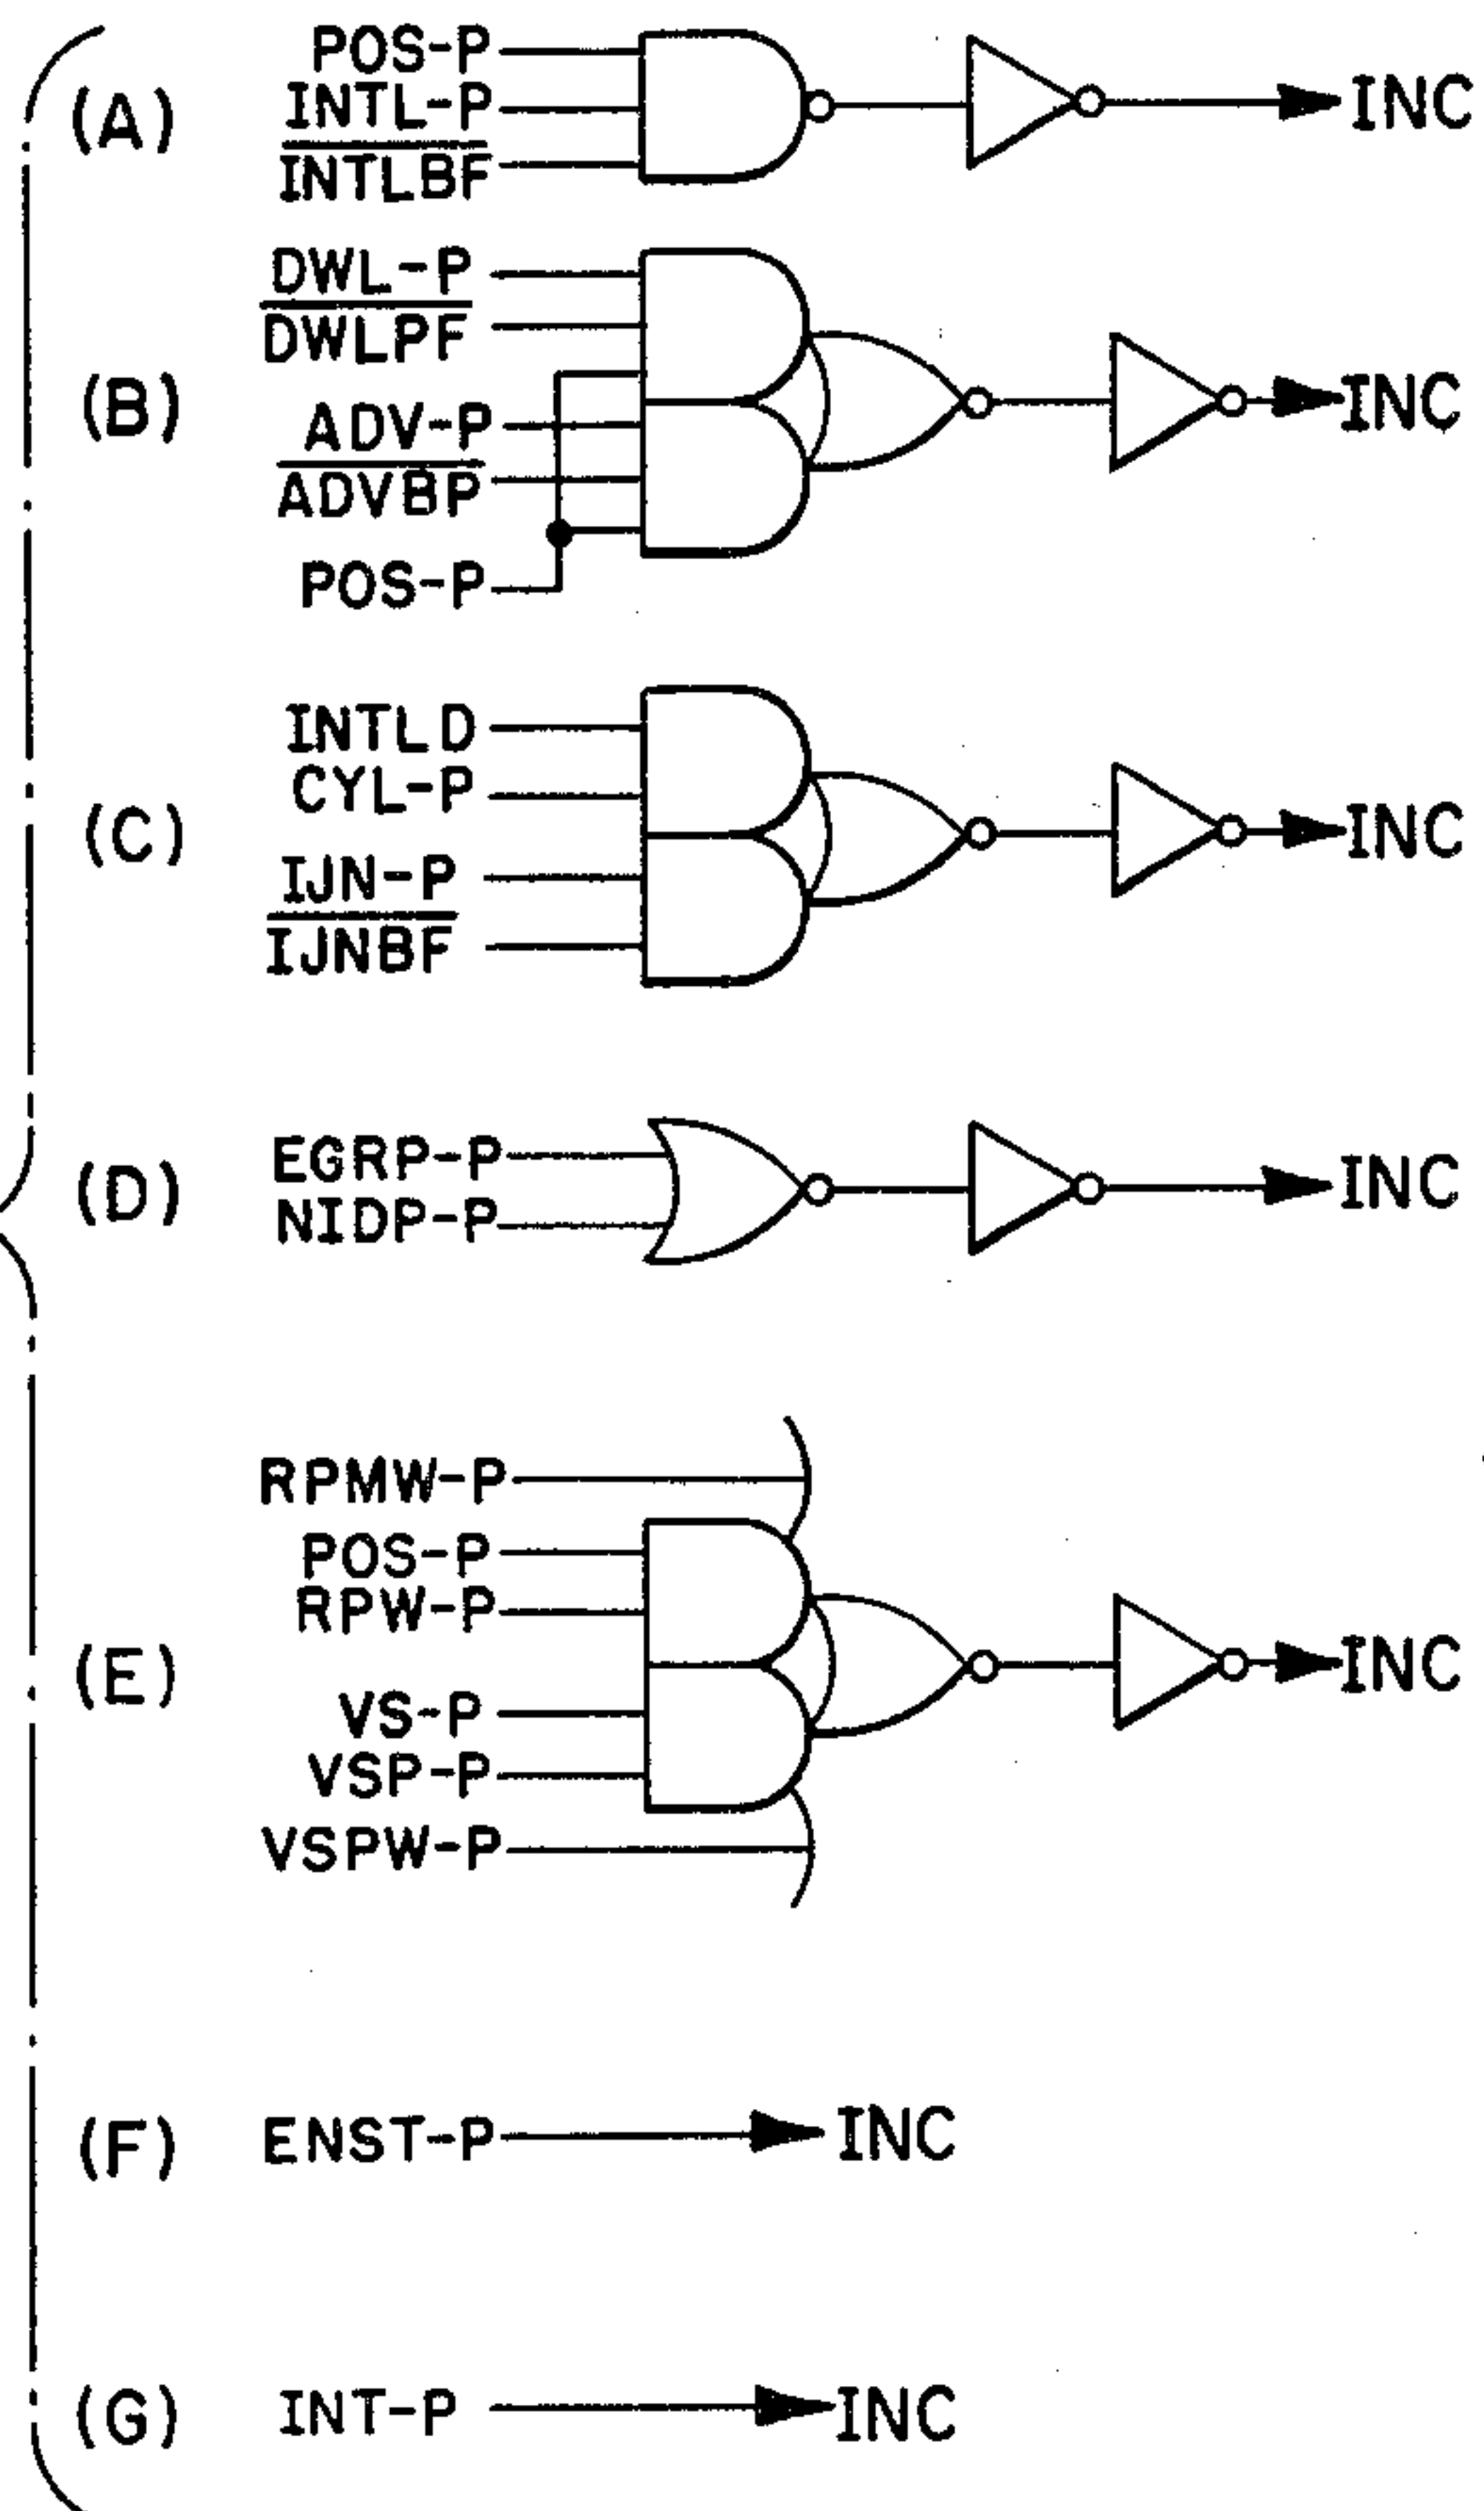 (A)
POS-P
INTL-P
INTLBF
INC
(B)
DWL-P
DWLPF
ADV-P
ADVBP
POS-P
INC
(C)
INTLD
CYL-P
IJN-P
IJNBF
INC
(D)
EGRP-P
NIDP-P
INC
(E)
RPMW-P
POS-P
RPW-P
VS-P
VSP-P
VSPW-P
INC
(F)
ENST-P
INC
(G)
INT-P
INC